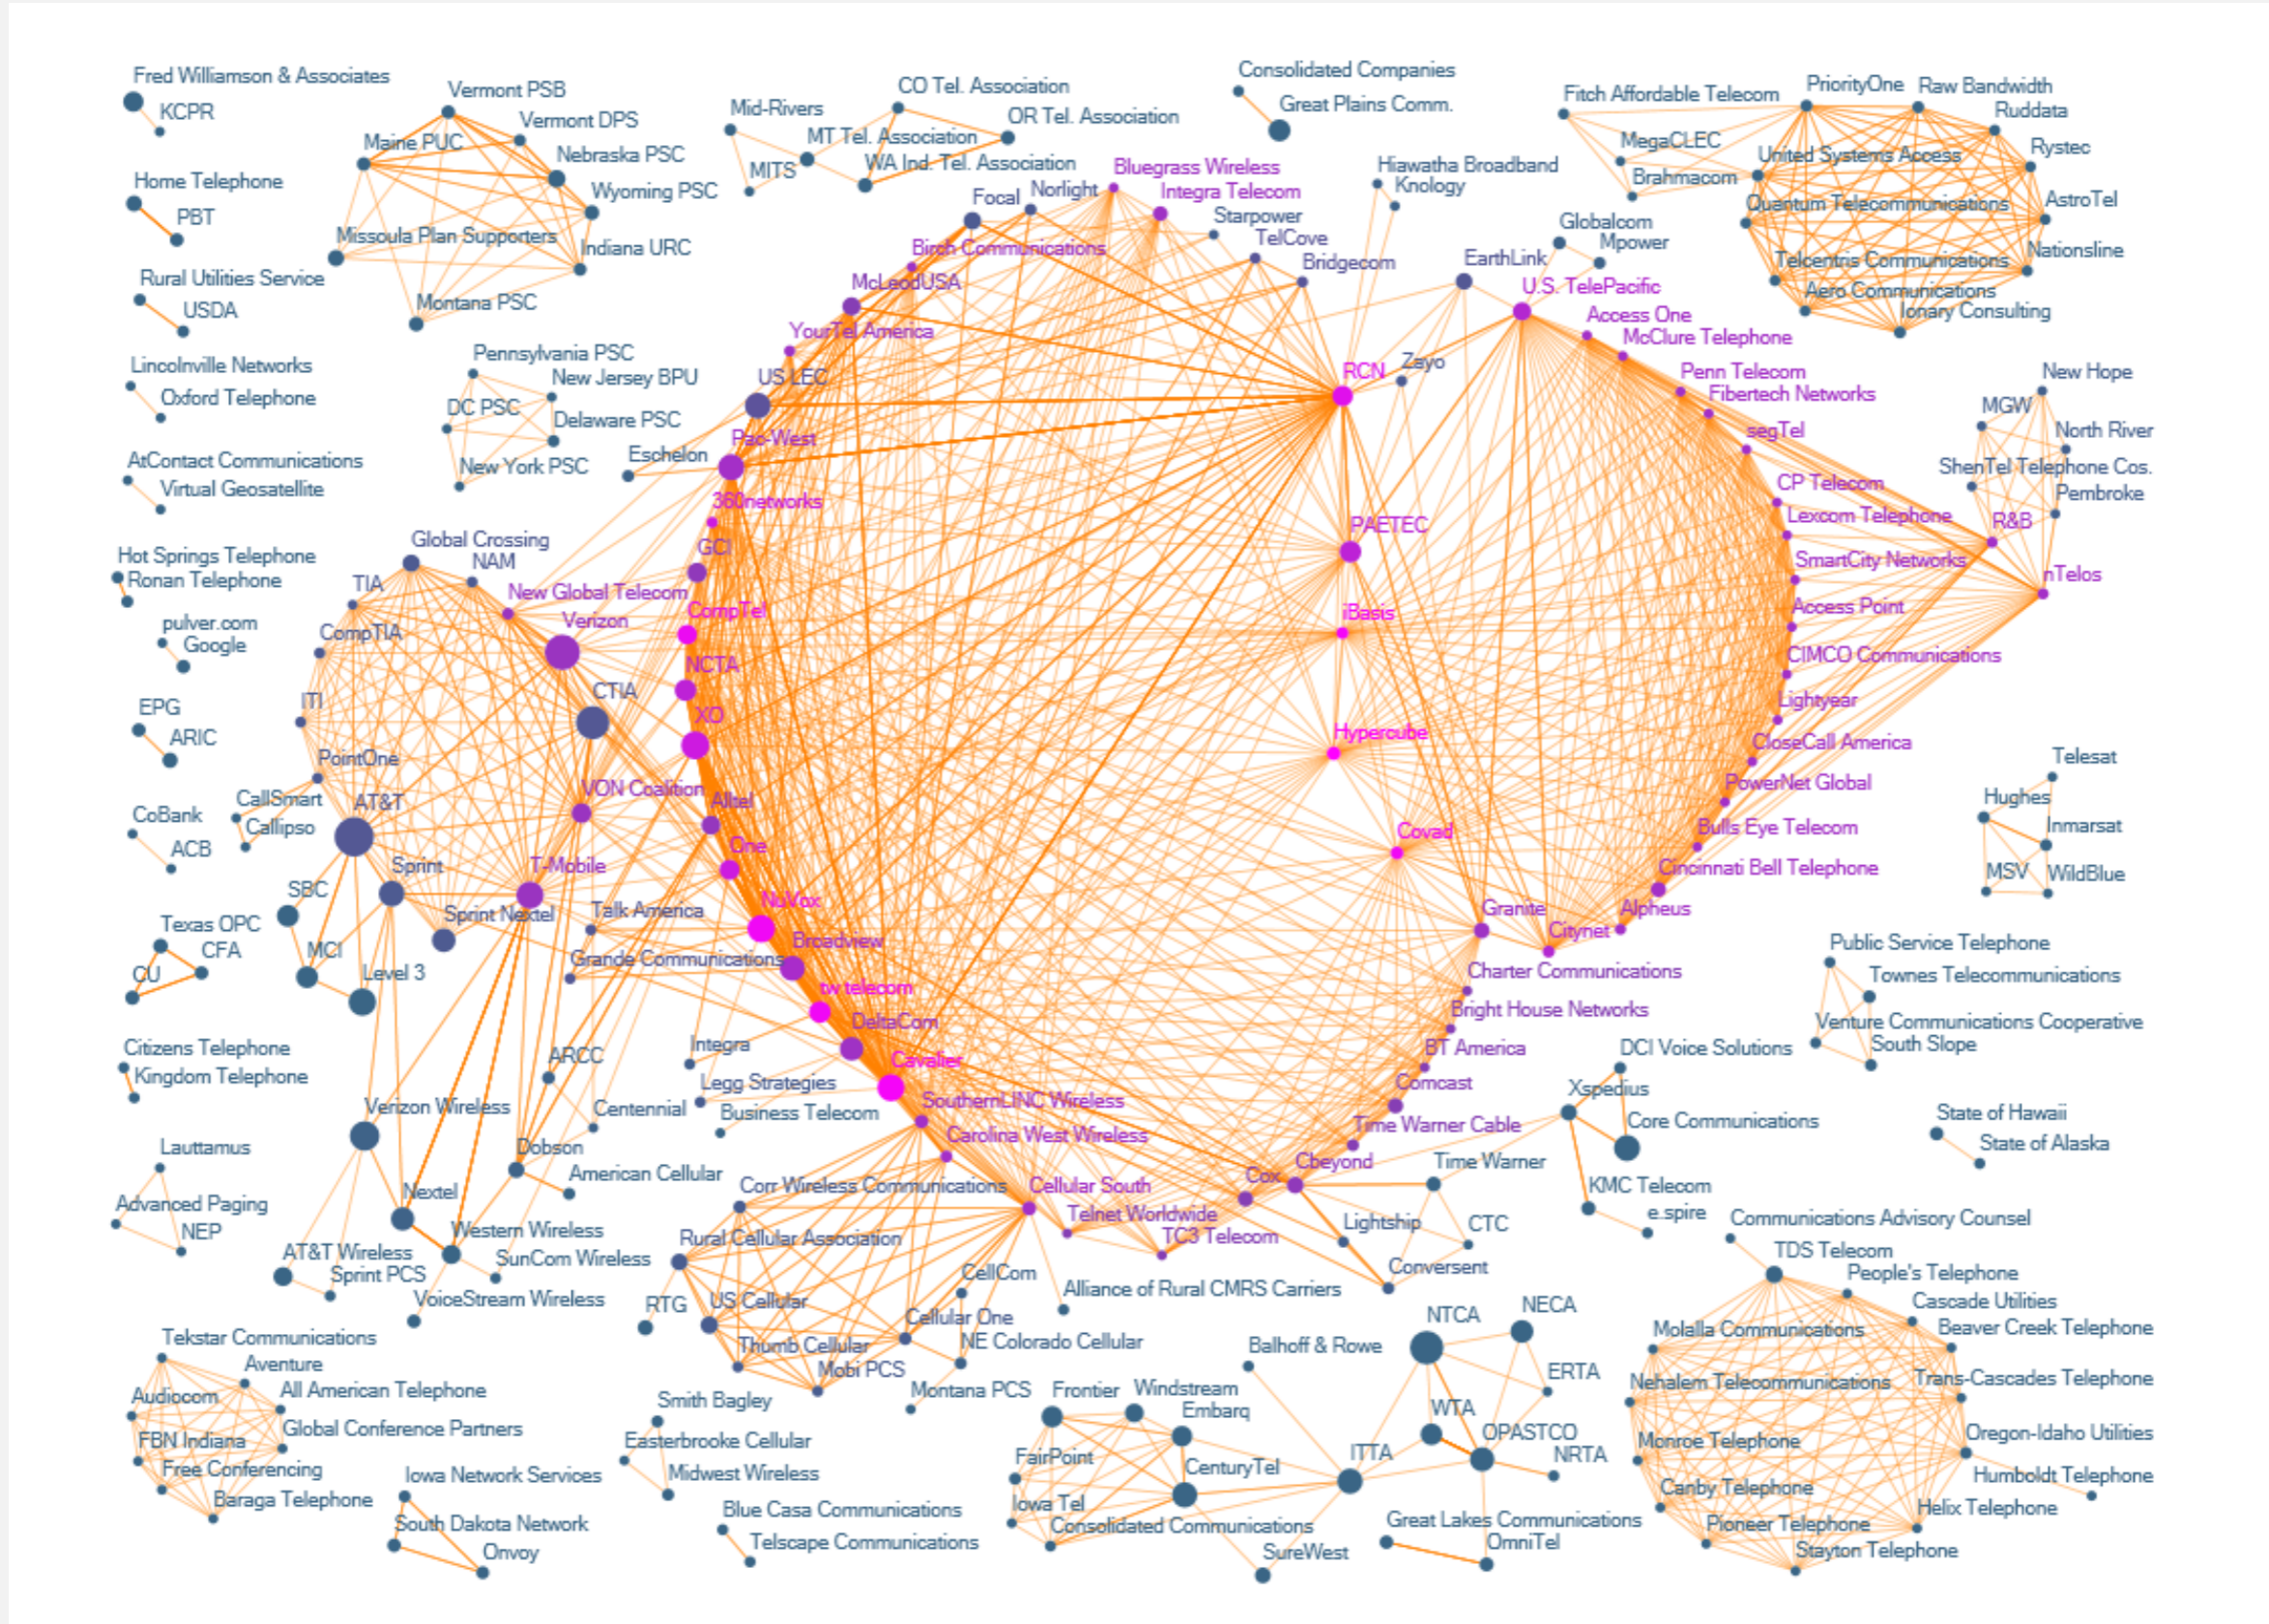 Fred Williamson & Associates
KCPR
Vermont PSB
Vermont DPS
Maine PUC
Nebraska PSC
Wyoming PSC
Missoula Plan Supporters
Indiana URC
Montana PSC
Mid-Rivers
CO Tel. Association
OR Tel. Association
MT Tel. Association
WA Ind. Tel. Association
MITS
Consolidated Companies
Great Plains Comm.
Fitch Affordable Telecom
PriorityOne
Raw Bandwidth
Ruddata
MegaCLEC
United Systems Access
Rystec
Brahmacom
Quantum Telecommunications
AstroTel
Nationsline
Telcentris Communications
Aero Communications
Ionary Consulting
Home Telephone
PBT
Rural Utilities Service
USDA
Lincolnville Networks
Oxford Telephone
AtContact Communications
Virtual Geosatellite
Hot Springs Telephone
Ronan Telephone
pulver.com
Google
EPG
ARIC
CoBank
ACB
Texas OPC
CFA
CU
Citizens Telephone
Kingdom Telephone
Lauttamus
Advanced Paging
NEP
Pennsylvania PSC
New Jersey BPU
DC PSC
Delaware PSC
New York PSC
Eschelon
Focal
Norlight
Bluegrass Wireless
Integra Telecom
Starpower
TelCove
Bridgecom
Birch Communications
McLeodUSA
YourTel America
US LEC
Pac-West
360networks
GCI
CompTel
NCTA
XO
Alltel
One
NuVox
Broadview
tw telecom
DeltaCom
Cavalier
SouthernLINC Wireless
Carolina West Wireless
Cellular South
Telnet Worldwide
TC3 Telecom
Hiawatha Broadband
Knology
Globalcom
Mpower
EarthLink
U.S. TelePacific
Access One
McClure Telephone
RCN
Zayo
Penn Telecom
Fibertech Networks
segTel
CP Telecom
Lexcom Telephone
SmartCity Networks
Access Point
CIMCO Communications
Lightyear
CloseCall America
PowerNet Global
Bulls Eye Telecom
Cincinnati Bell Telephone
Alpheus
Citynet
Granite
Charter Communications
Bright House Networks
BT America
Comcast
Time Warner Cable
Cbeyond
Cox
PAETEC
iBasis
Hypercube
Covad
New Hope
MGW
North River
ShenTel Telephone Cos.
Pembroke
R&B
nTelos
Telesat
Hughes
Inmarsat
MSV
WildBlue
Public Service Telephone
Townes Telecommunications
Venture Communications Cooperative
South Slope
State of Hawaii
State of Alaska
DCI Voice Solutions
Xspedius
Core Communications
KMC Telecom
e.spire
Time Warner
Lightship
CTC
Conversent
Global Crossing
NAM
TIA
New Global Telecom
CompTIA
Verizon
ITI
CTIA
PointOne
VON Coalition
CallSmart
Callipso
AT&T
Sprint
T-Mobile
SBC
Sprint Nextel
MCI
Level 3
Talk America
Grande Communications
Integra
Legg Strategies
Business Telecom
ARCC
Centennial
Verizon Wireless
Dobson
American Cellular
Nextel
Western Wireless
AT&T Wireless
Sprint PCS
SunCom Wireless
VoiceStream Wireless
Corr Wireless Communications
Rural Cellular Association
RTG
US Cellular
CellCom
Cellular One
Thumb Cellular
Mobi PCS
NE Colorado Cellular
Montana PCS
Alliance of Rural CMRS Carriers
Tekstar Communications
Aventure
Audiocom
All American Telephone
Global Conference Partners
FBN Indiana
Free Conferencing
Baraga Telephone
Iowa Network Services
South Dakota Network
Onvoy
Smith Bagley
Easterbrooke Cellular
Midwest Wireless
Blue Casa Communications
Telscape Communications
Frontier
Windstream
Embarq
FairPoint
CenturyTel
Iowa Tel
Consolidated Communications
SureWest
Balhoff & Rowe
ITTA
NTCA
NECA
ERTA
WTA
OPASTCO
NRTA
Great Lakes Communications
OmniTel
Communications Advisory Counsel
TDS Telecom
People's Telephone
Cascade Utilities
Molalla Communications
Beaver Creek Telephone
Nehalem Telecommunications
Trans-Cascades Telephone
Monroe Telephone
Oregon-Idaho Utilities
Humboldt Telephone
Canby Telephone
Helix Telephone
Pioneer Telephone
Stayton Telephone